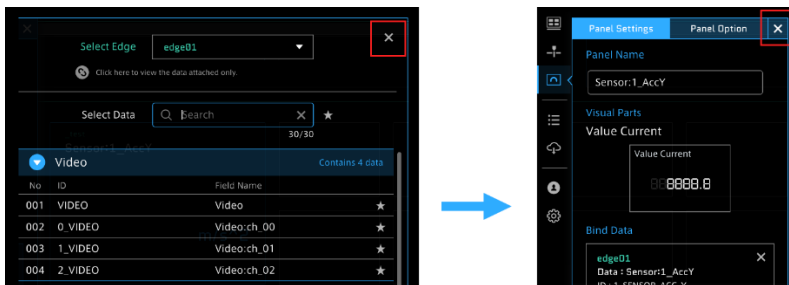 Select Edge edge01
Click here to view the data attached only.
Select Data Search
30/30
Video Contains 4 data
No ID Field Name
001 VIDEO Video
002 0_VIDEO Video:ch_00
003 1_VIDEO Video:ch_01
004 2_VIDEO Video:ch_02
Panel Settings Panel Option
Panel Name
Sensor:1_AccY
Visual Parts
Value Current
Value Current
8888.8
Bind Data
edge01
Data : Sensor:1_AccY
ID : 1_SENSOR_ACC_Y